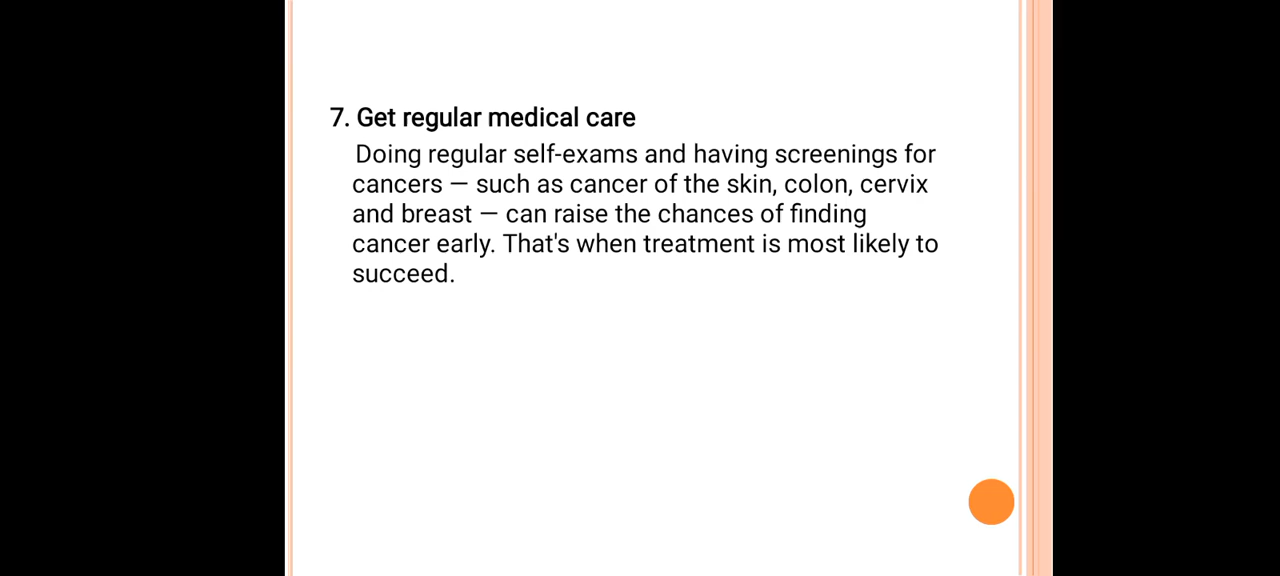 7. Get regular medical care
Doing regular self-exams and having screenings for
cancers — such as cancer of the skin, colon, cervix
and breast — can raise the chances of finding
cancer early. That's when treatment is most likely to
succeed.